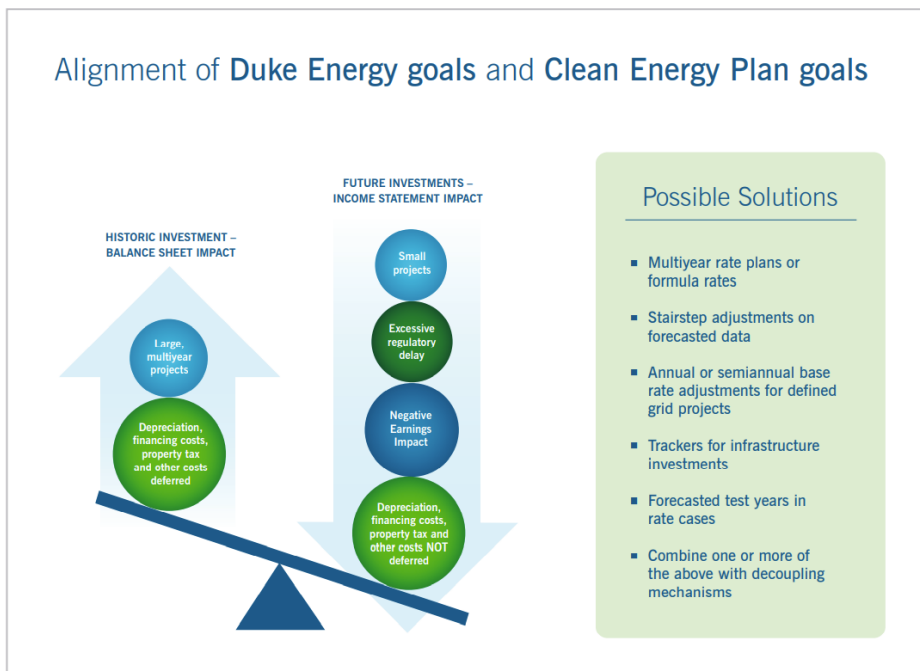 Alignment of Duke Energy goals and Clean Energy Plan goals
HISTORIC INVESTMENT –
BALANCE SHEET IMPACT
Large,
multiyear
projects
Depreciation,
financing costs,
property tax
and other costs
deferred
FUTURE INVESTMENTS –
INCOME STATEMENT IMPACT
Small
projects
Excessive
regulatory
delay
Negative
Earnings
Impact
Depreciation,
financing costs,
property tax and
other costs NOT
deferred
Possible Solutions
▪ Multiyear rate plans or
formula rates
▪ Stairstep adjustments on
forecasted data
▪ Annual or semiannual base
rate adjustments for defined
grid projects
▪ Trackers for infrastructure
investments
▪ Forecasted test years in
rate cases
▪ Combine one or more of
the above with decoupling
mechanisms